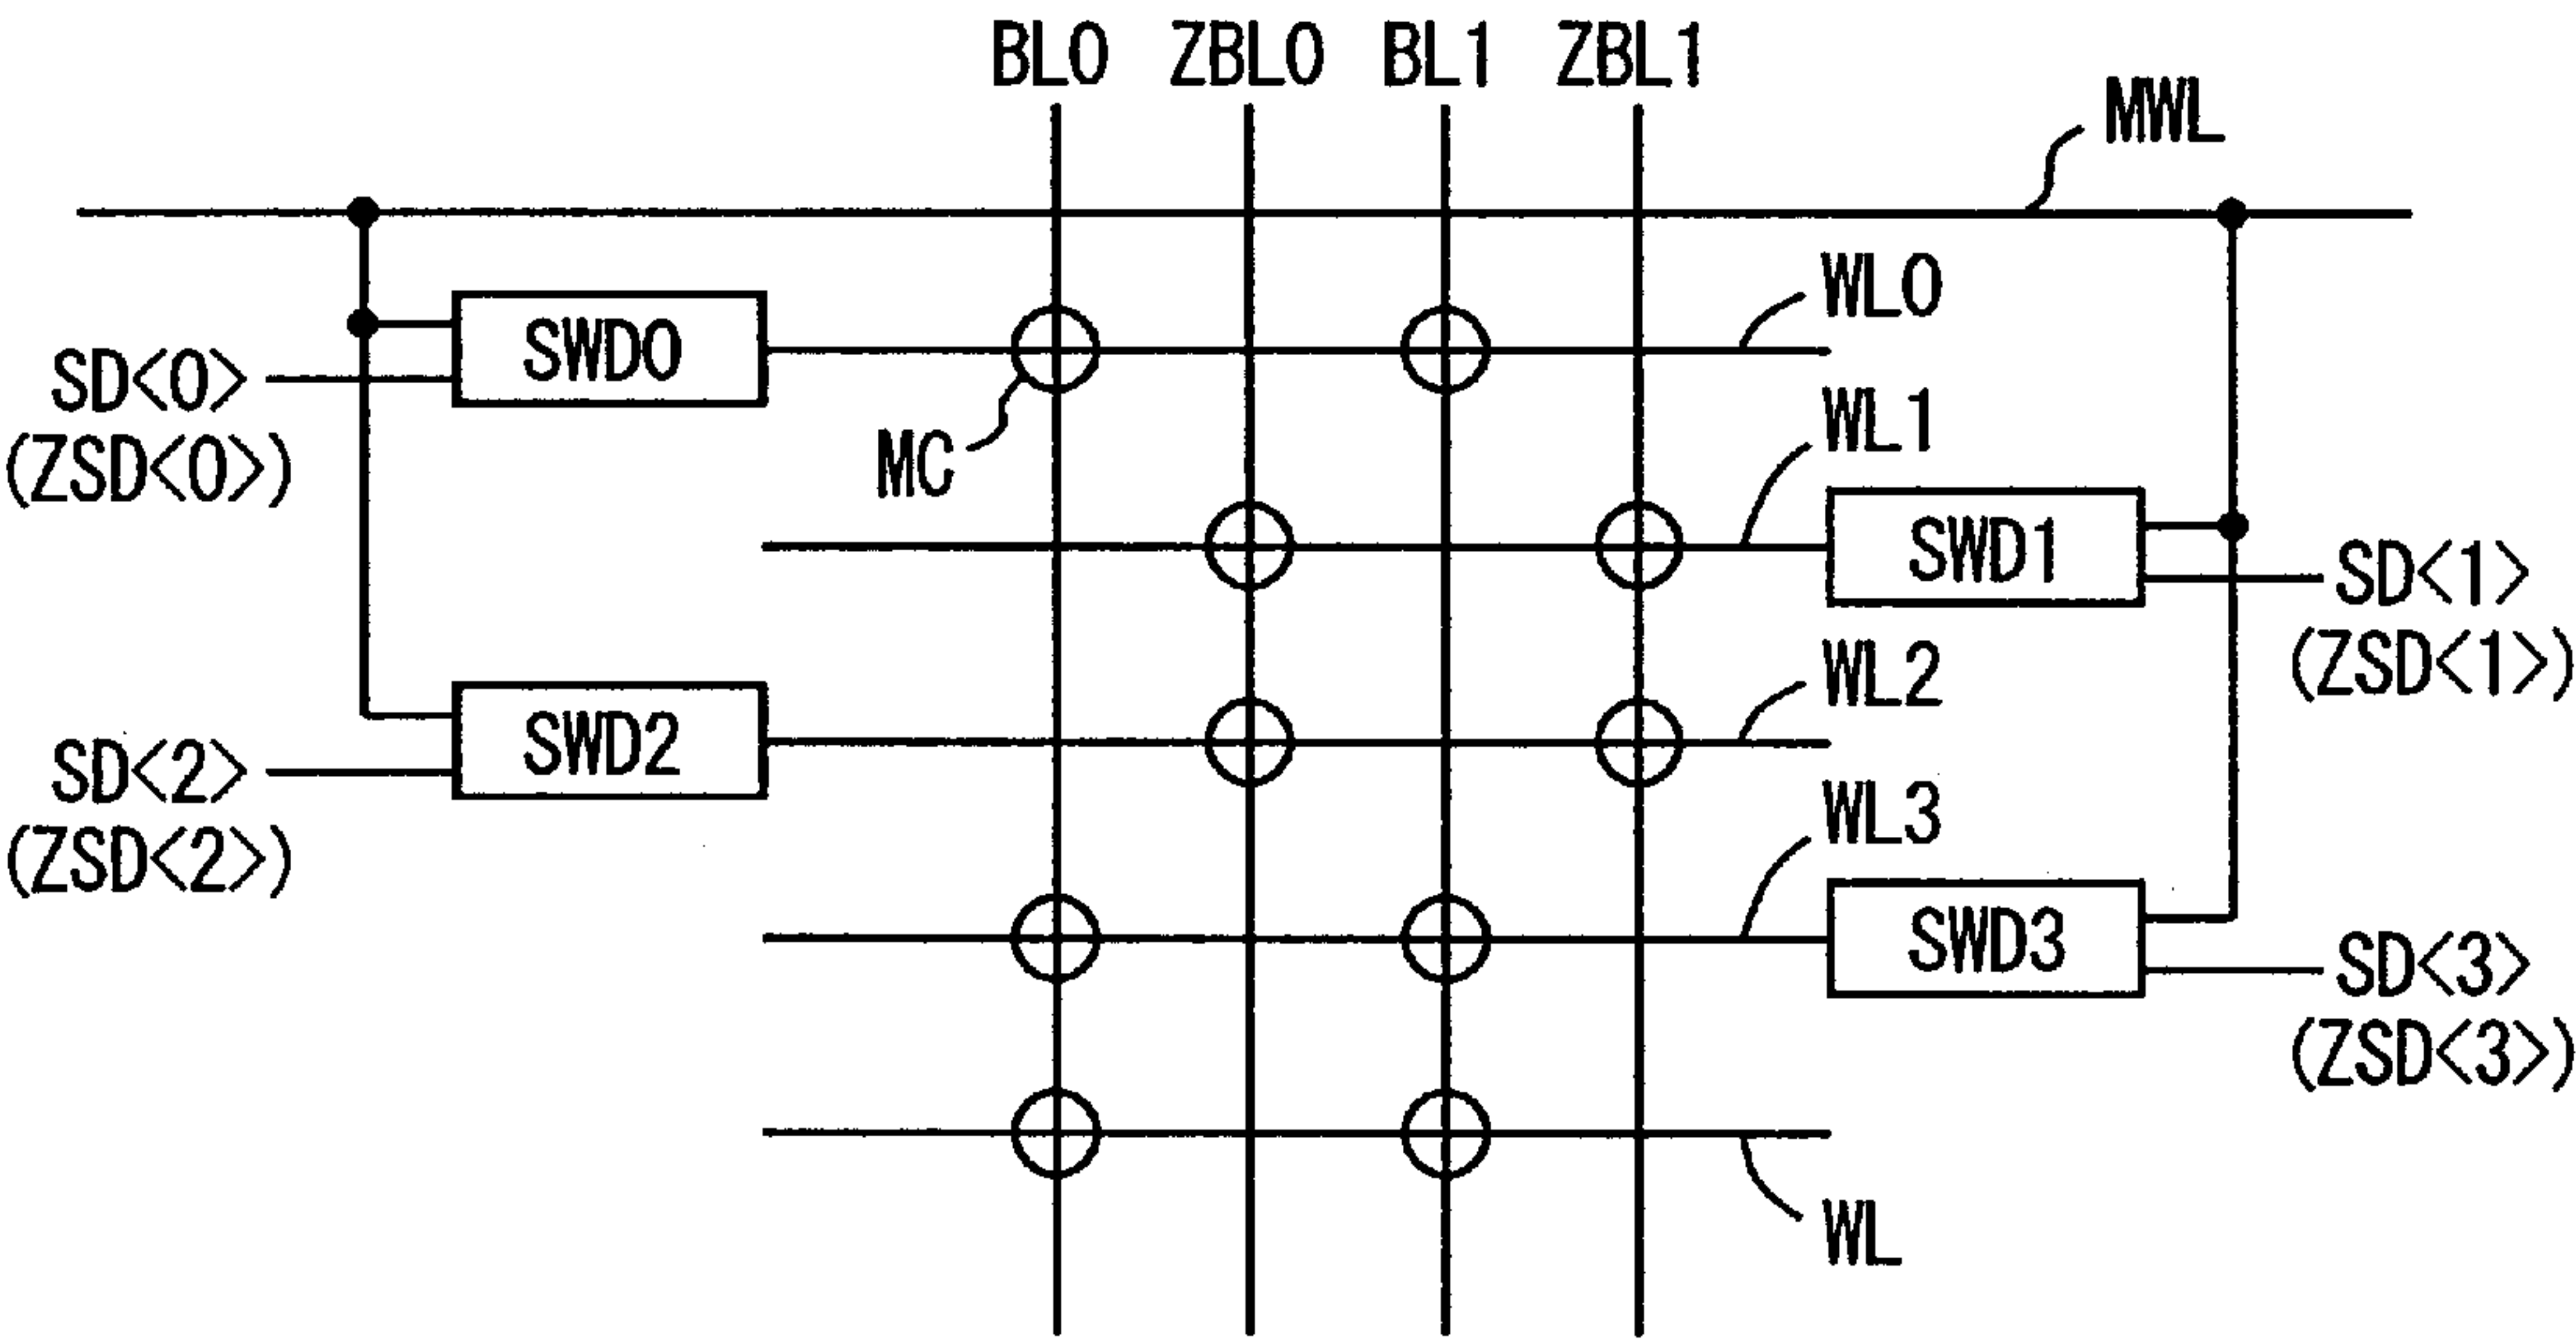 BL0 ZBL0 BL1 ZBL1
MWL
WL0
SWD0
SD<0>
(ZSD<0>)
MC
WL1
SWD1
SD<1>
(ZSD<1>)
WL2
SWD2
SD<2>
(ZSD<2>)
WL3
SWD3
SD<3>
(ZSD<3>)
WL